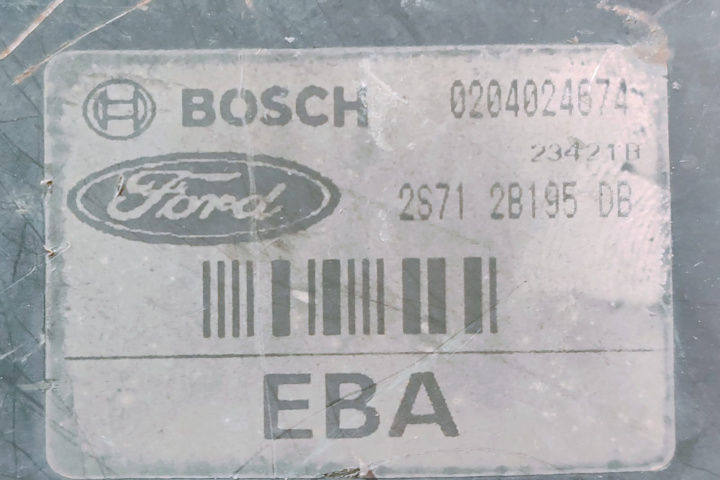 BOSCH 0204024674
23421B
Ford 2S71 2B195 DB
EBA